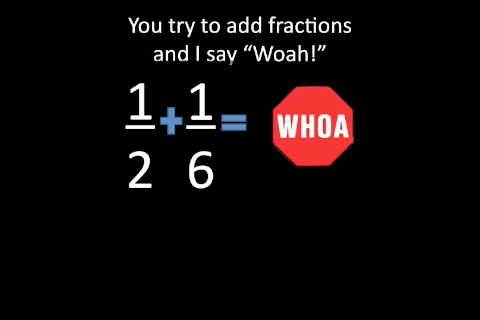 You try to add fractions
and I say “Woah!”
1 + 1 =
2 6
WHOA